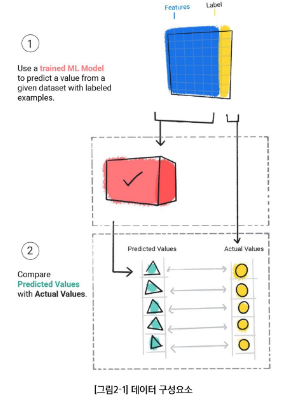 Features
Label
1
Use a trained ML Model
to predict a value from a
given dataset with labeled
examples.
2
Compare
Predicted Values
with Actual Values.
Predicted Values
Actual Values
[그림2-1] 데이터 구성요소